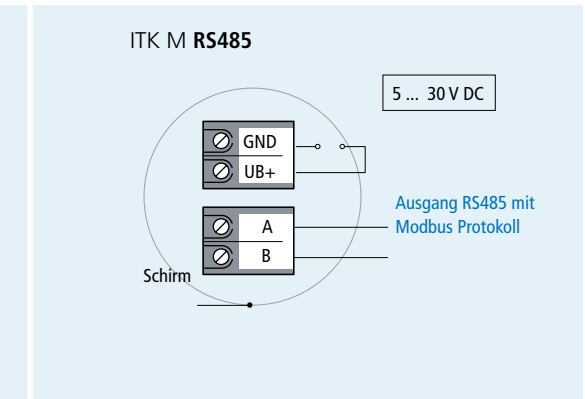 ITK M RS485
5 ... 30 V DC
GND
UB+
Ausgang RS485 mit
Modbus Protokoll
A
B
Schirm